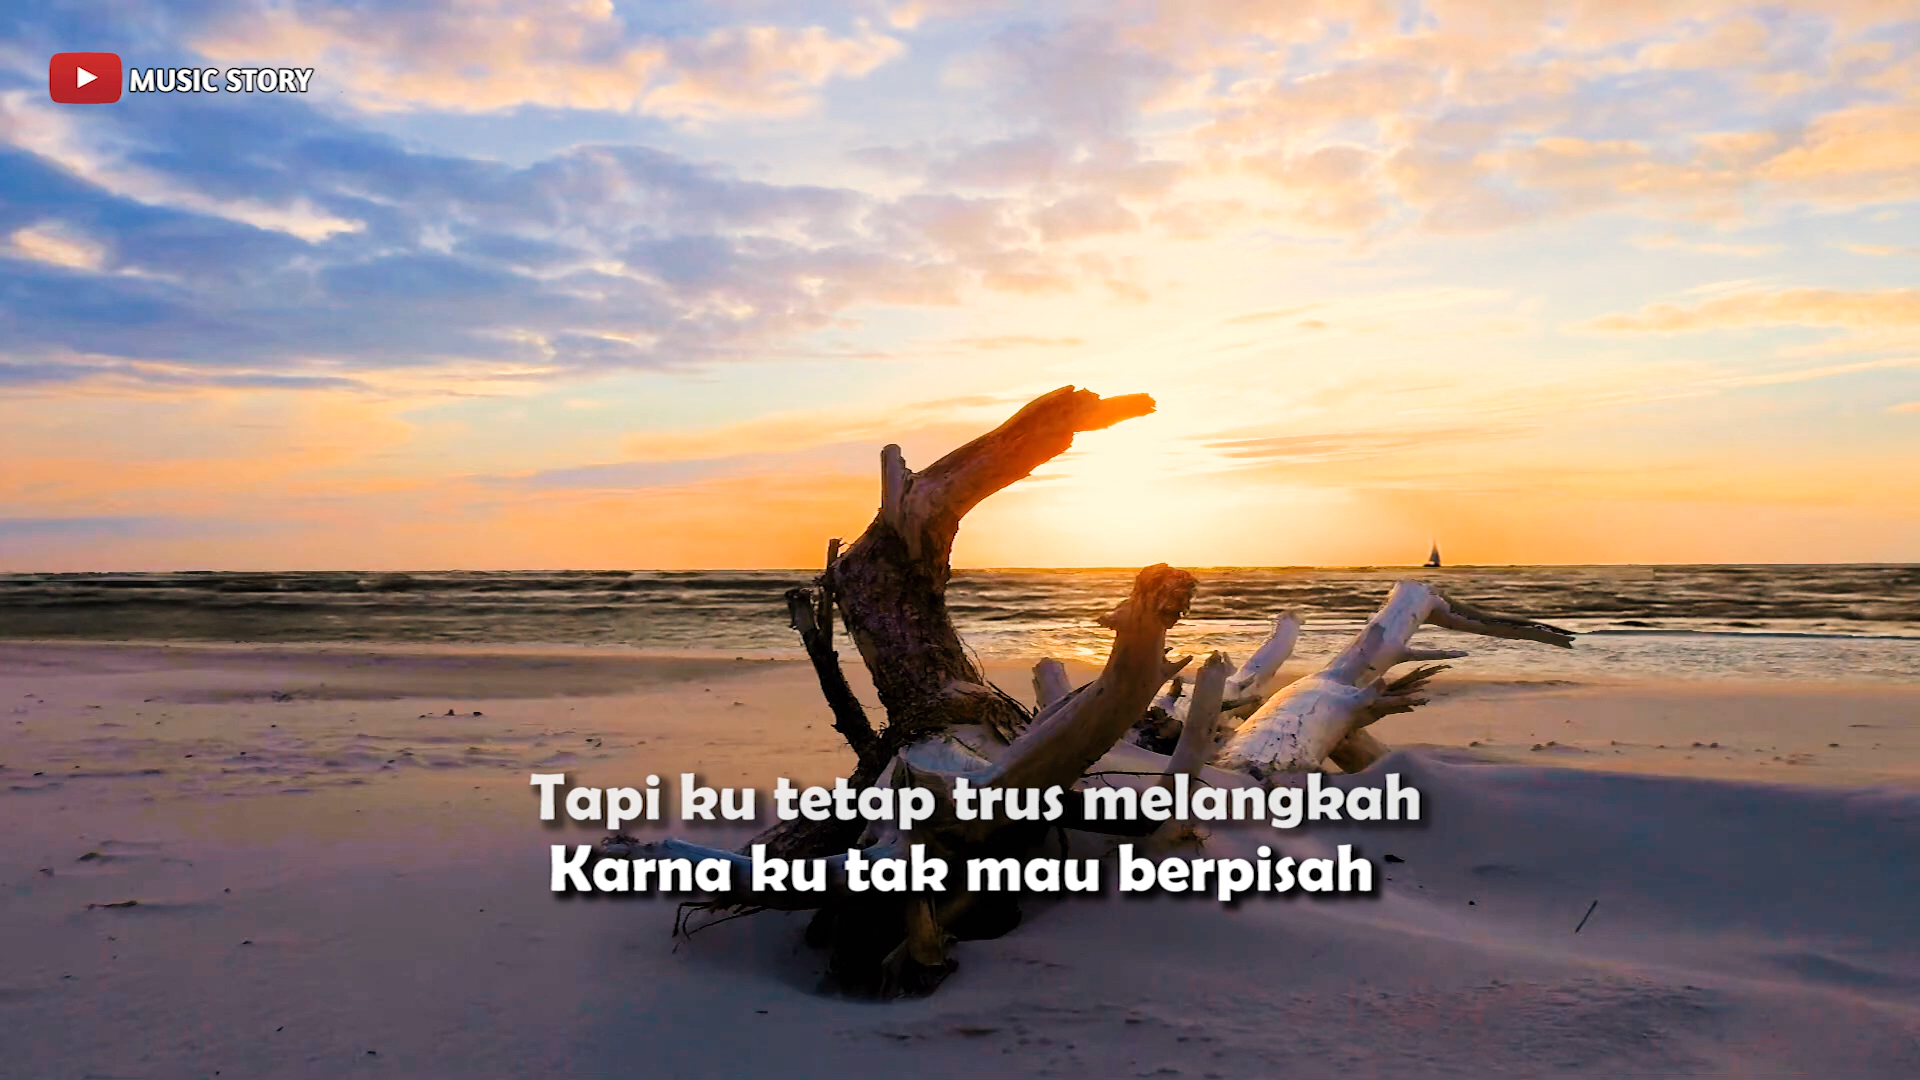 MUSIC STORY
Tapi ku tetap trus melangkah
Karna ku tak mau berpisah